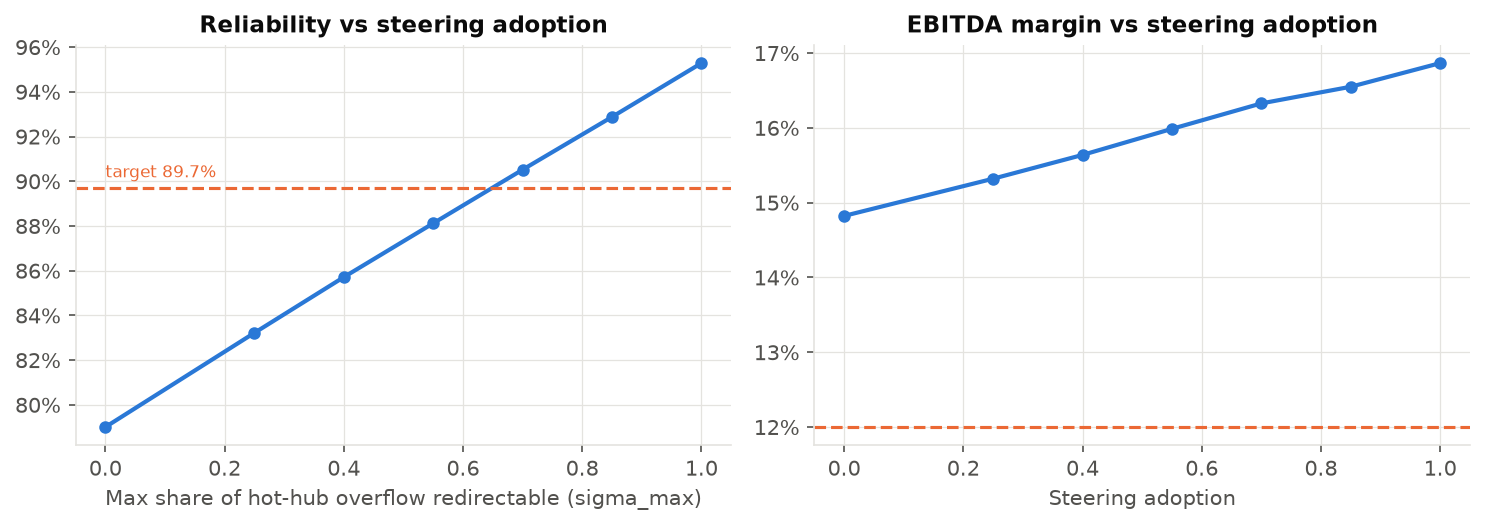 Reliability vs steering adoption
96%
94%
92%
90%
88%
86%
84%
82%
80%
target 89.7%
0.0 0.2 0.4 0.6 0.8 1.0
Max share of hot-hub overflow redirectable (sigma_max)
EBITDA margin vs steering adoption
17%
16%
15%
14%
13%
12%
0.0 0.2 0.4 0.6 0.8 1.0
Steering adoption